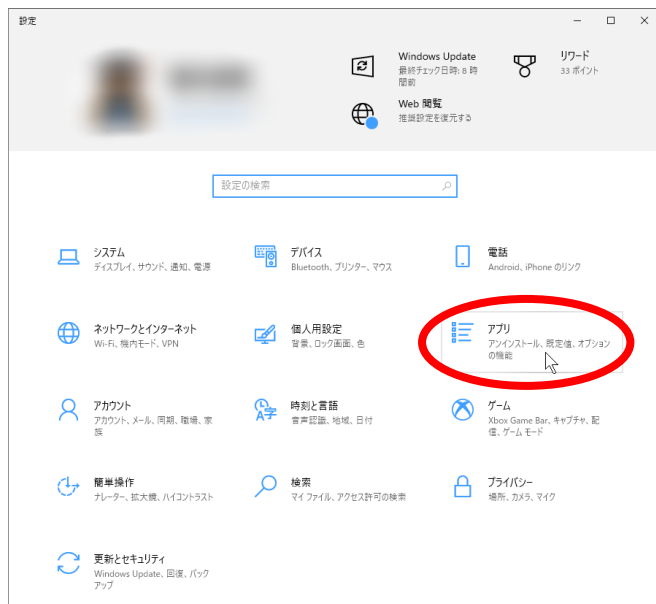 設定
Windows Update
最終チェック日時: 8 時
間前
リワード
33 ポイント
Web 閲覧
推奨設定を復元する
設定の検索
システム
ディスプレイ、サウンド、通知、電源
デバイス
Bluetooth、プリンター、マウス
電話
Android、iPhone のリンク
ネットワークとインターネット
Wi-Fi、機内モード、VPN
個人用設定
背景、ロック画面、色
アプリ
アンインストール、既定値、オプション
の機能
アカウント
アカウント、メール、同期、職場、家
族
時刻と言語
音声認識、地域、日付
ゲーム
Xbox Game Bar、キャプチャ、配
信、ゲーム モード
簡単操作
ナレーター、拡大鏡、ハイコントラスト
検索
マイ ファイル、アクセス許可の検索
プライバシー
場所、カメラ、マイク
更新とセキュリティ
Windows Update、回復、バック
アップ